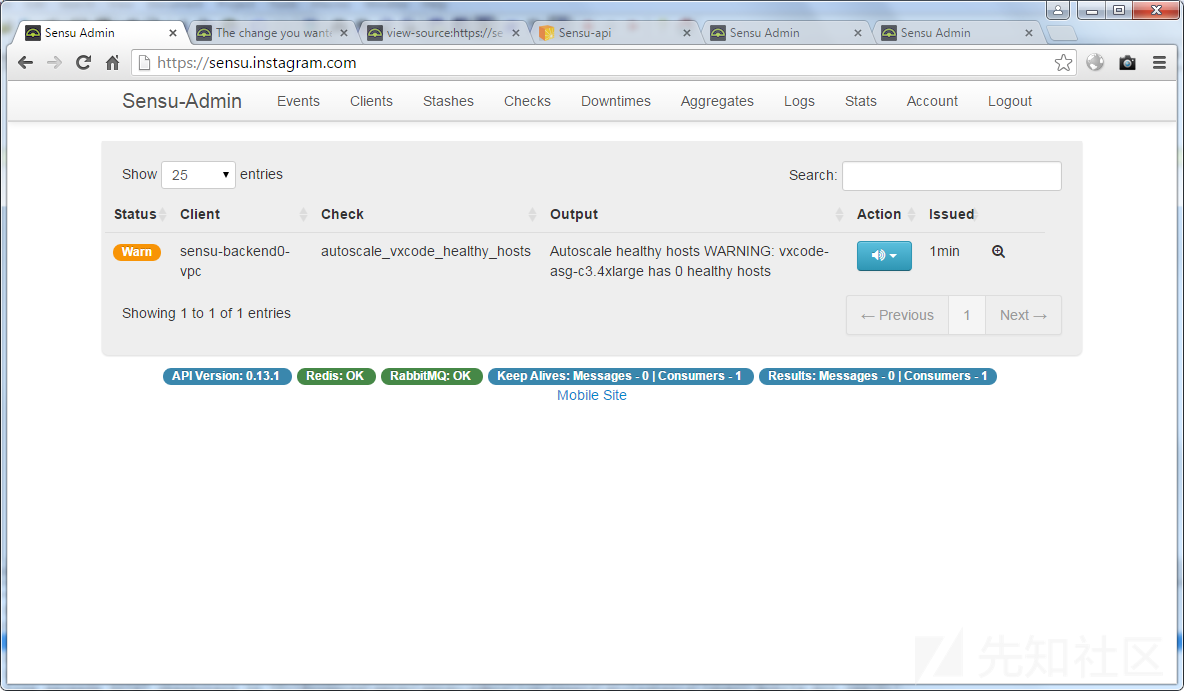 Sensu Admin
The change you want
view-source:https://se
Sensu-api
Sensu Admin
Sensu Admin
https://sensu.instagram.com
Sensu-Admin Events Clients Stashes Checks Downtimes Aggregates Logs Stats Account Logout
Show 25 entries Search:
Status Client Check Output Action Issued
Warn sensu-backend0- autoscale_vxcode_healthy_hosts Autoscale healthy hosts WARNING: vxcode- 1min
vpc asg-c3.4xlarge has 0 healthy hosts
Showing 1 to 1 of 1 entries ← Previous 1 Next →
API Version: 0.13.1 Redis: OK RabbitMQ: OK Keep Alives: Messages - 0 | Consumers - 1 Results: Messages - 0 | Consumers - 1
Mobile Site
先知社区